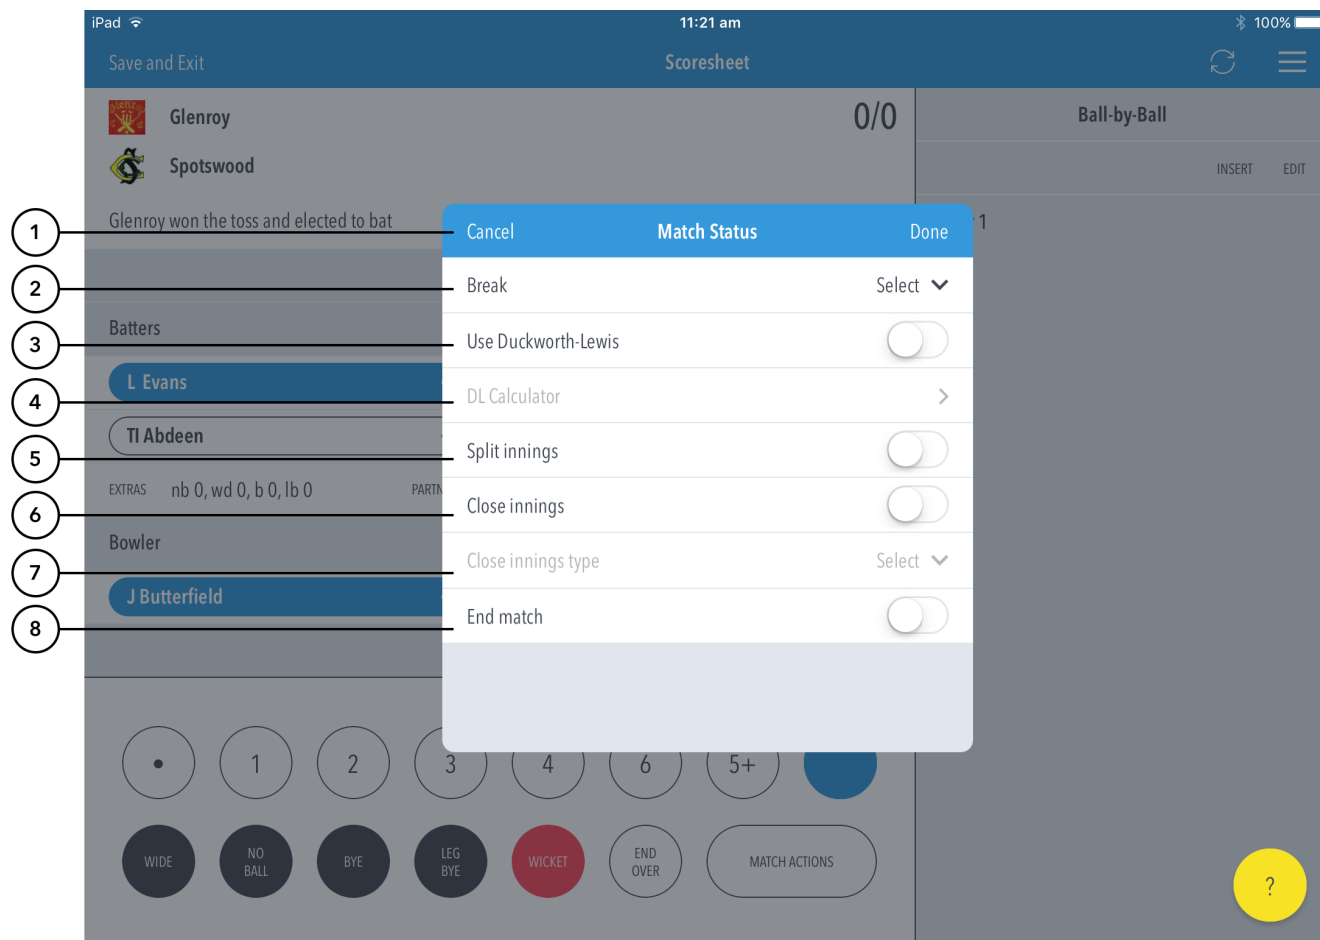 iPad 11:21 am 100%
Save and Exit Scoresheet
Glenroy 0/0 Ball-by-Ball
Spotswood INSERT EDIT
Glenroy won the toss and elected to bat
1 Cancel Match Status Done 1
2 Break Select
Batters
3 Use Duckworth-Lewis
L Evans
4 DL Calculator
TI Abdeen
5 Split innings
EXTRAS nb 0, wd 0, b 0, lb 0
6 Close innings
Bowler
7 Close innings type Select
J Butterfield
8 End match
• 1 2 3 4 6 5+
WIDE NO BALL BYE LEG BYE WICKET END OVER MATCH ACTIONS
?